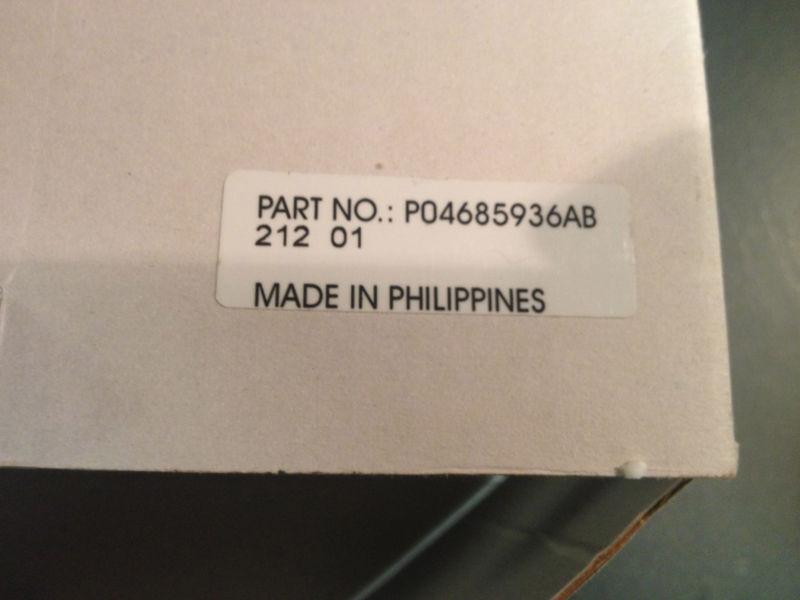 PART NO.: P04685936AB
212 01
MADE IN PHILIPPINES